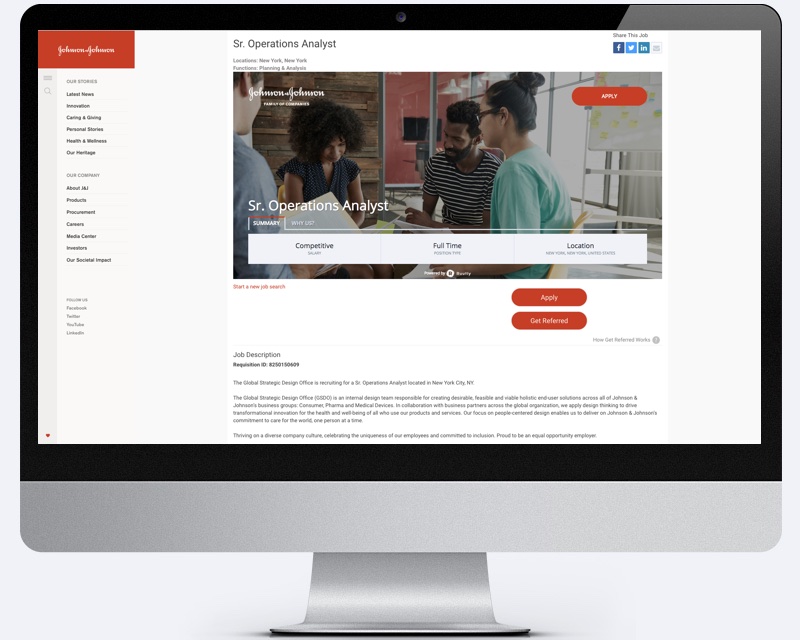 Johnson & Johnson
OUR STORIES
Latest News
Innovation
Caring & Giving
Personal Stories
Health & Wellness
Our Heritage
OUR COMPANY
About J&J
Products
Procurement
Careers
Media Center
Investors
Our Societal Impact
FOLLOW US
Facebook
Twitter
YouTube
LinkedIn
Sr. Operations Analyst
Share This Job
f
in
Locations: New York, New York
Functions: Planning & Analysis
Johnson & Johnson
FAMILY OF COMPANIES
APPLY
Sr. Operations Analyst
SUMMARY
WHY US?
Competitive
SALARY
Full Time
POSITION TYPE
Location
NEW YORK, NEW YORK, UNITED STATES
Powered by Bounty
Start a new job search
Apply
Get Referred
How Get Referred Works ?
Job Description
Requisition ID: 8250150609
The Global Strategic Design Office is recruiting for a Sr. Operations Analyst located in New York City, NY.
The Global Strategic Design Office (GSDO) is an internal design team responsible for creating desirable, feasible and viable holistic end-user solutions across all of Johnson &
Johnson's business groups: Consumer, Pharma and Medical Devices. In collaboration with business partners across the global organization, we apply design thinking to drive
transformational innovation for the health and well-being of all who use our products and services. Our focus on people-centered design enables us to deliver on Johnson & Johnson's
commitment to care for the world, one person at a time.
Thriving on a diverse company culture, celebrating the uniqueness of our employees and committed to inclusion. Proud to be an equal opportunity employer.